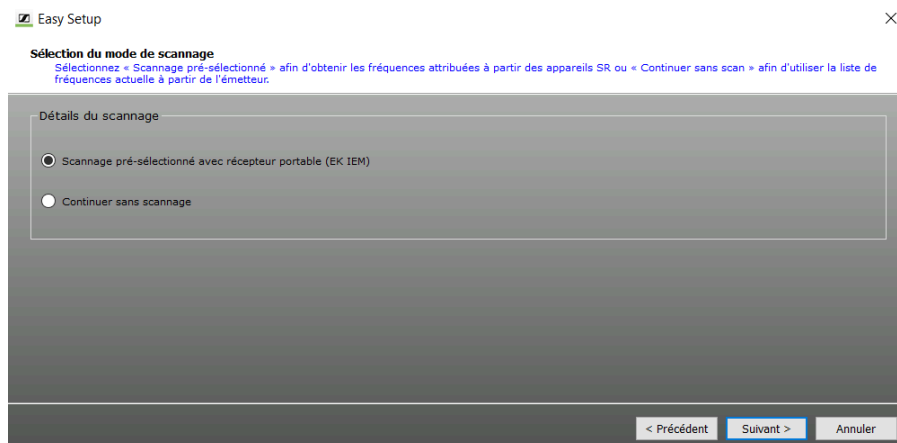 Easy Setup
Sélection du mode de scannage
Sélectionnez « Scannage pré-sélectionné » afin d'obtenir les fréquences attribuées à partir des appareils SR ou « Continuer sans scan » afin d'utiliser la liste de
fréquences actuelle à partir de l'émetteur.
Détails du scannage
Scannage pré-sélectionné avec récepteur portable (EK IEM)
Continuer sans scannage
< Précédent Suivant > Annuler